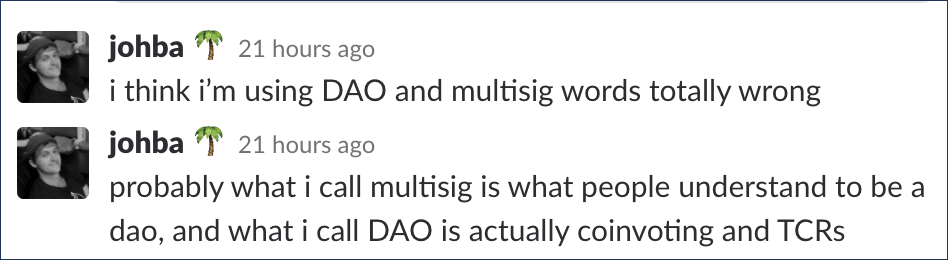 johba 🌴 21 hours ago
i think i’m using DAO and multisig words totally wrong
johba 🌴 21 hours ago
probably what i call multisig is what people understand to be a
dao, and what i call DAO is actually coinvoting and TCRs